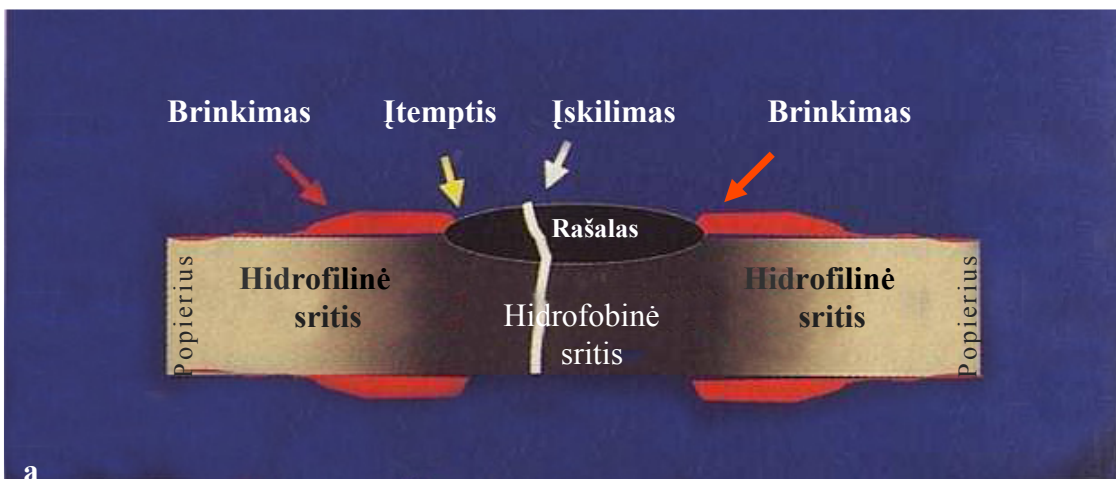 Brinkimas Įtemptis Įskilimas Brinkimas
Rašalas
Popierius
Hidrofilinė
sritis
Hidrofobinė
sritis
Hidrofilinė
sritis
Popierius
a